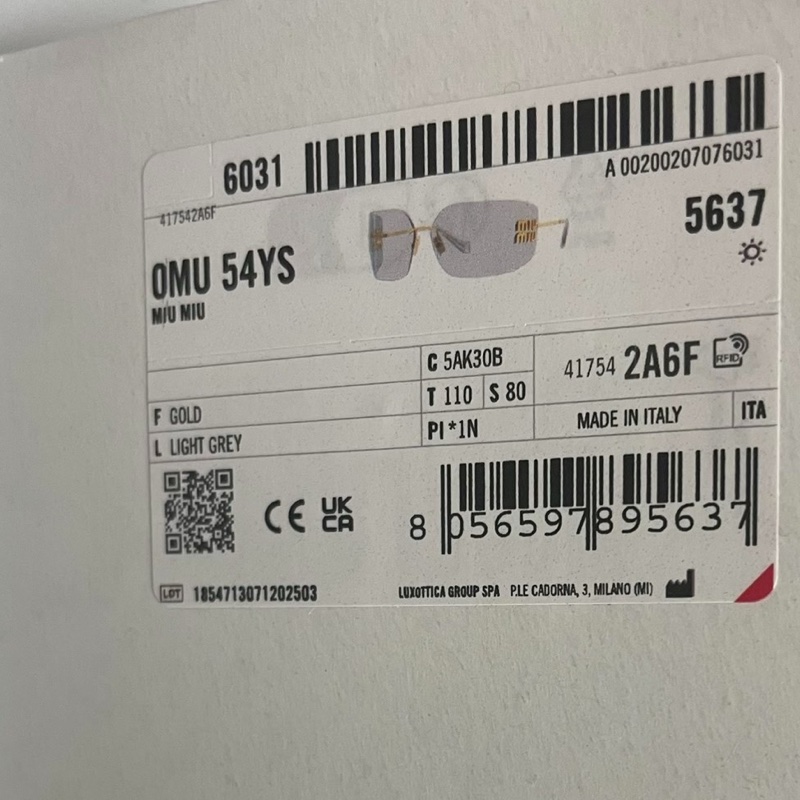 6031
A 00200207076031
417542A6F
5637
0MU 54YS
MIU MIU
MIU
MIU
C 5AK30B
41754 2A6F RFID
T 110 S 80
F GOLD
PI *1N
MADE IN ITALY ITA
L LIGHT GREY
CE UK
CA
8 056597 895637
LOT 1854713071202503
LUXOTTICA GROUP SPA P.LE CADORNA, 3, MILANO (MI)